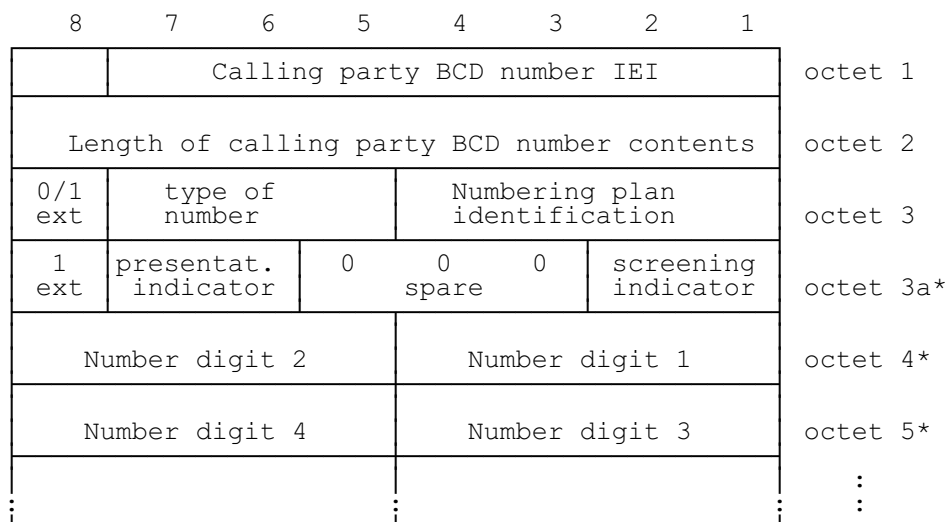 8 7 6 5 4 3 2 1
Calling party BCD number IEI octet 1
Length of calling party BCD number contents octet 2
0/1 type of Numbering plan
ext number identification octet 3
1 presentat. 0 0 0 screening
ext indicator spare indicator octet 3a*
Number digit 2 Number digit 1 octet 4*
Number digit 4 Number digit 3 octet 5*
: :
: : : :